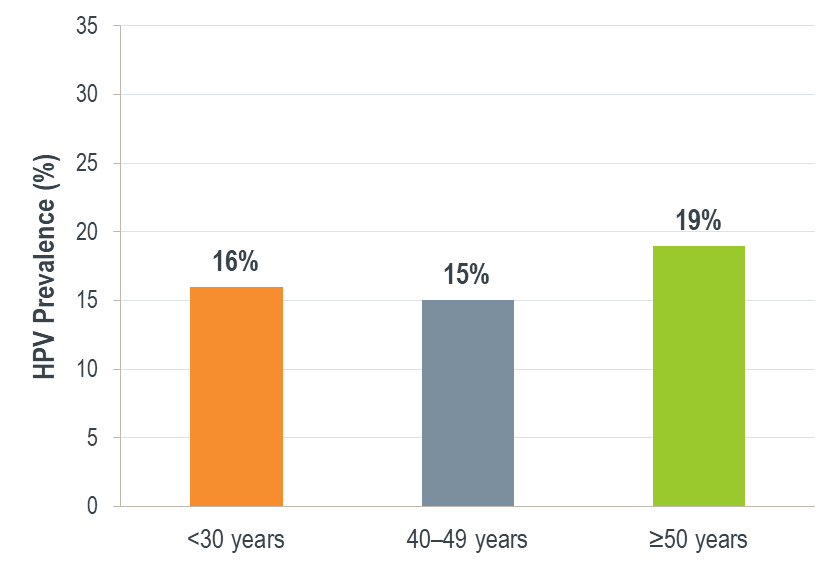 35
30
25
20
15
10
5
0
HPV Prevalence (%)
16%
15%
19%
<30 years
40–49 years
≥50 years